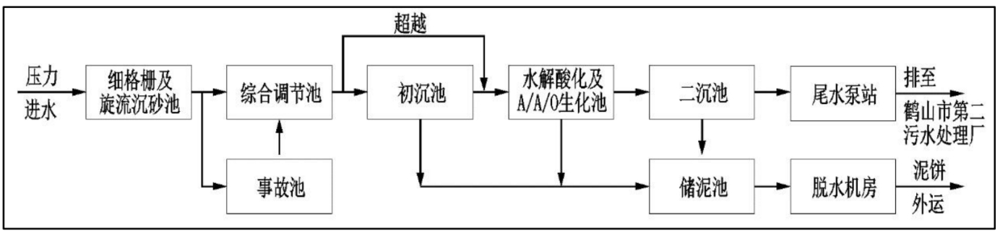 超越
压力
进水
细格栅及
旋流沉砂池
综合调节池
初沉池
水解酸化及
A/A/O生化池
二沉池
尾水泵站
排至
鹤山市第二
污水处理厂
事故池
储泥池
脱水机房
泥饼
外运